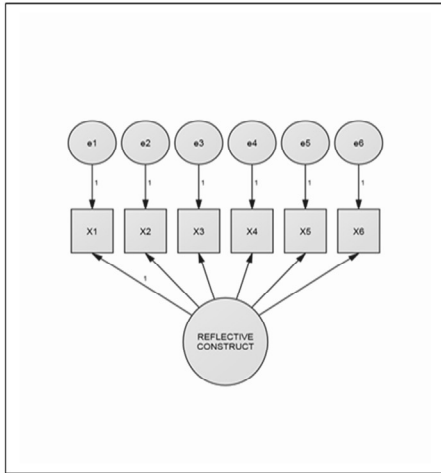 e1 e2 e3 e4 e5 e6
1 1 1 1 1 1
X1 X2 X3 X4 X5 X6
1
REFLECTIVE
CONSTRUCT